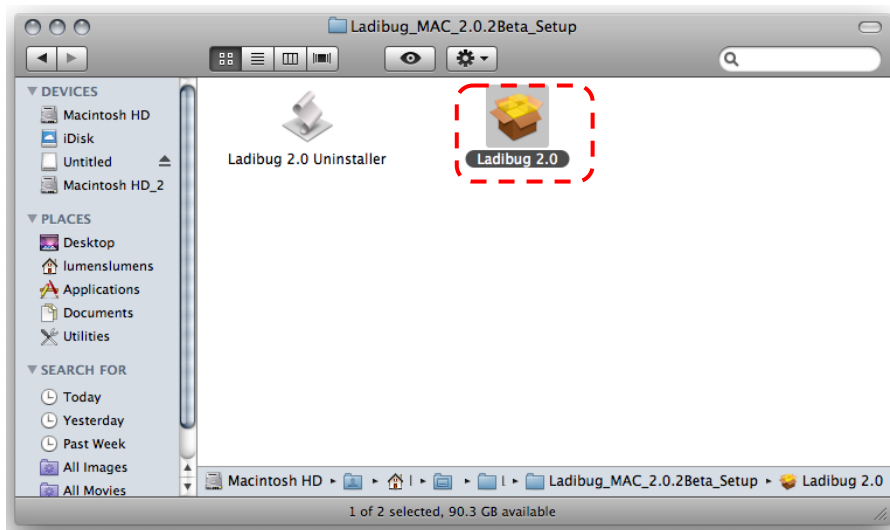 Ladibug_MAC_2.0.2Beta_Setup
DEVICES
Macintosh HD
iDisk
Untitled
Macintosh HD_2
PLACES
Desktop
lumenslumens
Applications
Documents
Utilities
SEARCH FOR
Today
Yesterday
Past Week
All Images
All Movies
Ladibug 2.0 Uninstaller
Ladibug 2.0
Macintosh HD ▸ ▸ l ▸ ▸ l ▸ Ladibug_MAC_2.0.2Beta_Setup ▸ Ladibug 2.0
1 of 2 selected, 90.3 GB available